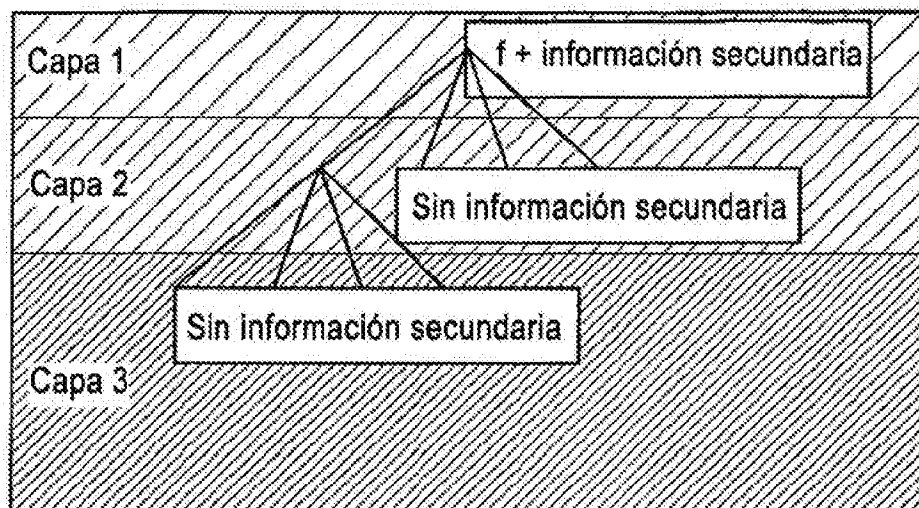 Capa 1
f + información secundaria
Capa 2
Sin información secundaria
Sin información secundaria
Capa 3